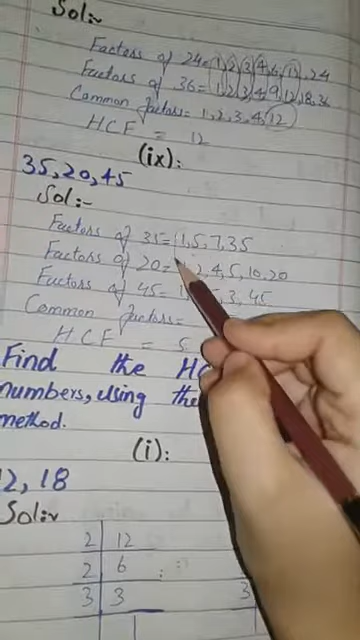 Sol:~
Factors of 24=1,2,3,4,6,12,24
Factors of 36=1,2,3,4,9,12,18,36
Common factors=1,2,3,4,12
HCF = 12
(ix):
35,20,45
Sol:~
Factors of 35=1,5,7,35
Factors of 20= 2,4,5,10,20
Factors of 45= 3,45
Common factors=
HCF = 5
Find the
numbers, using the
method.
(i):
12,18
Sol:~
2 12
2 6
3 3 3